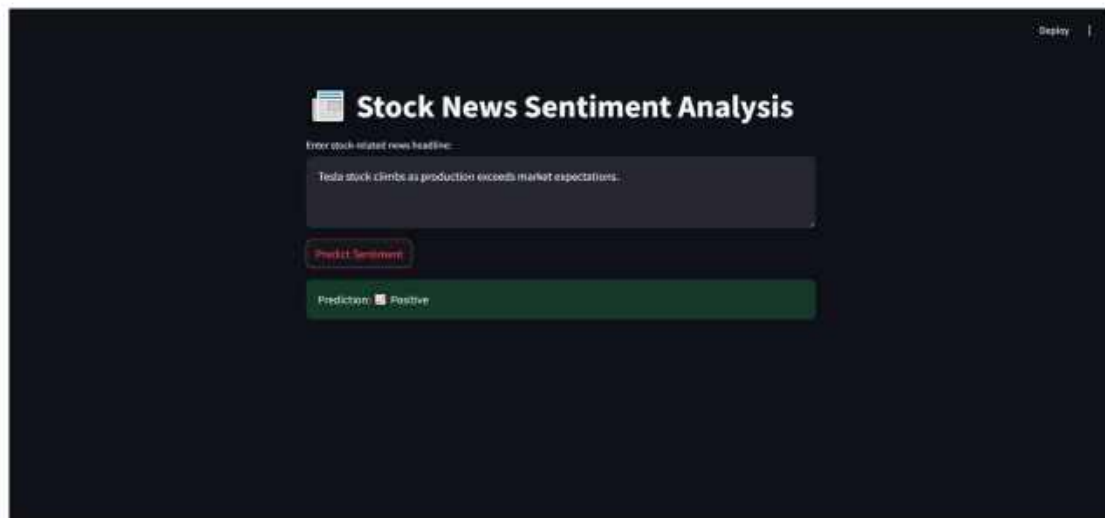 Deploy
Stock News Sentiment Analysis
Enter stock-related news headline:
Tesla stock climbs as production exceeds market expectations.
Predict Sentiment
Prediction: 📈 Positive